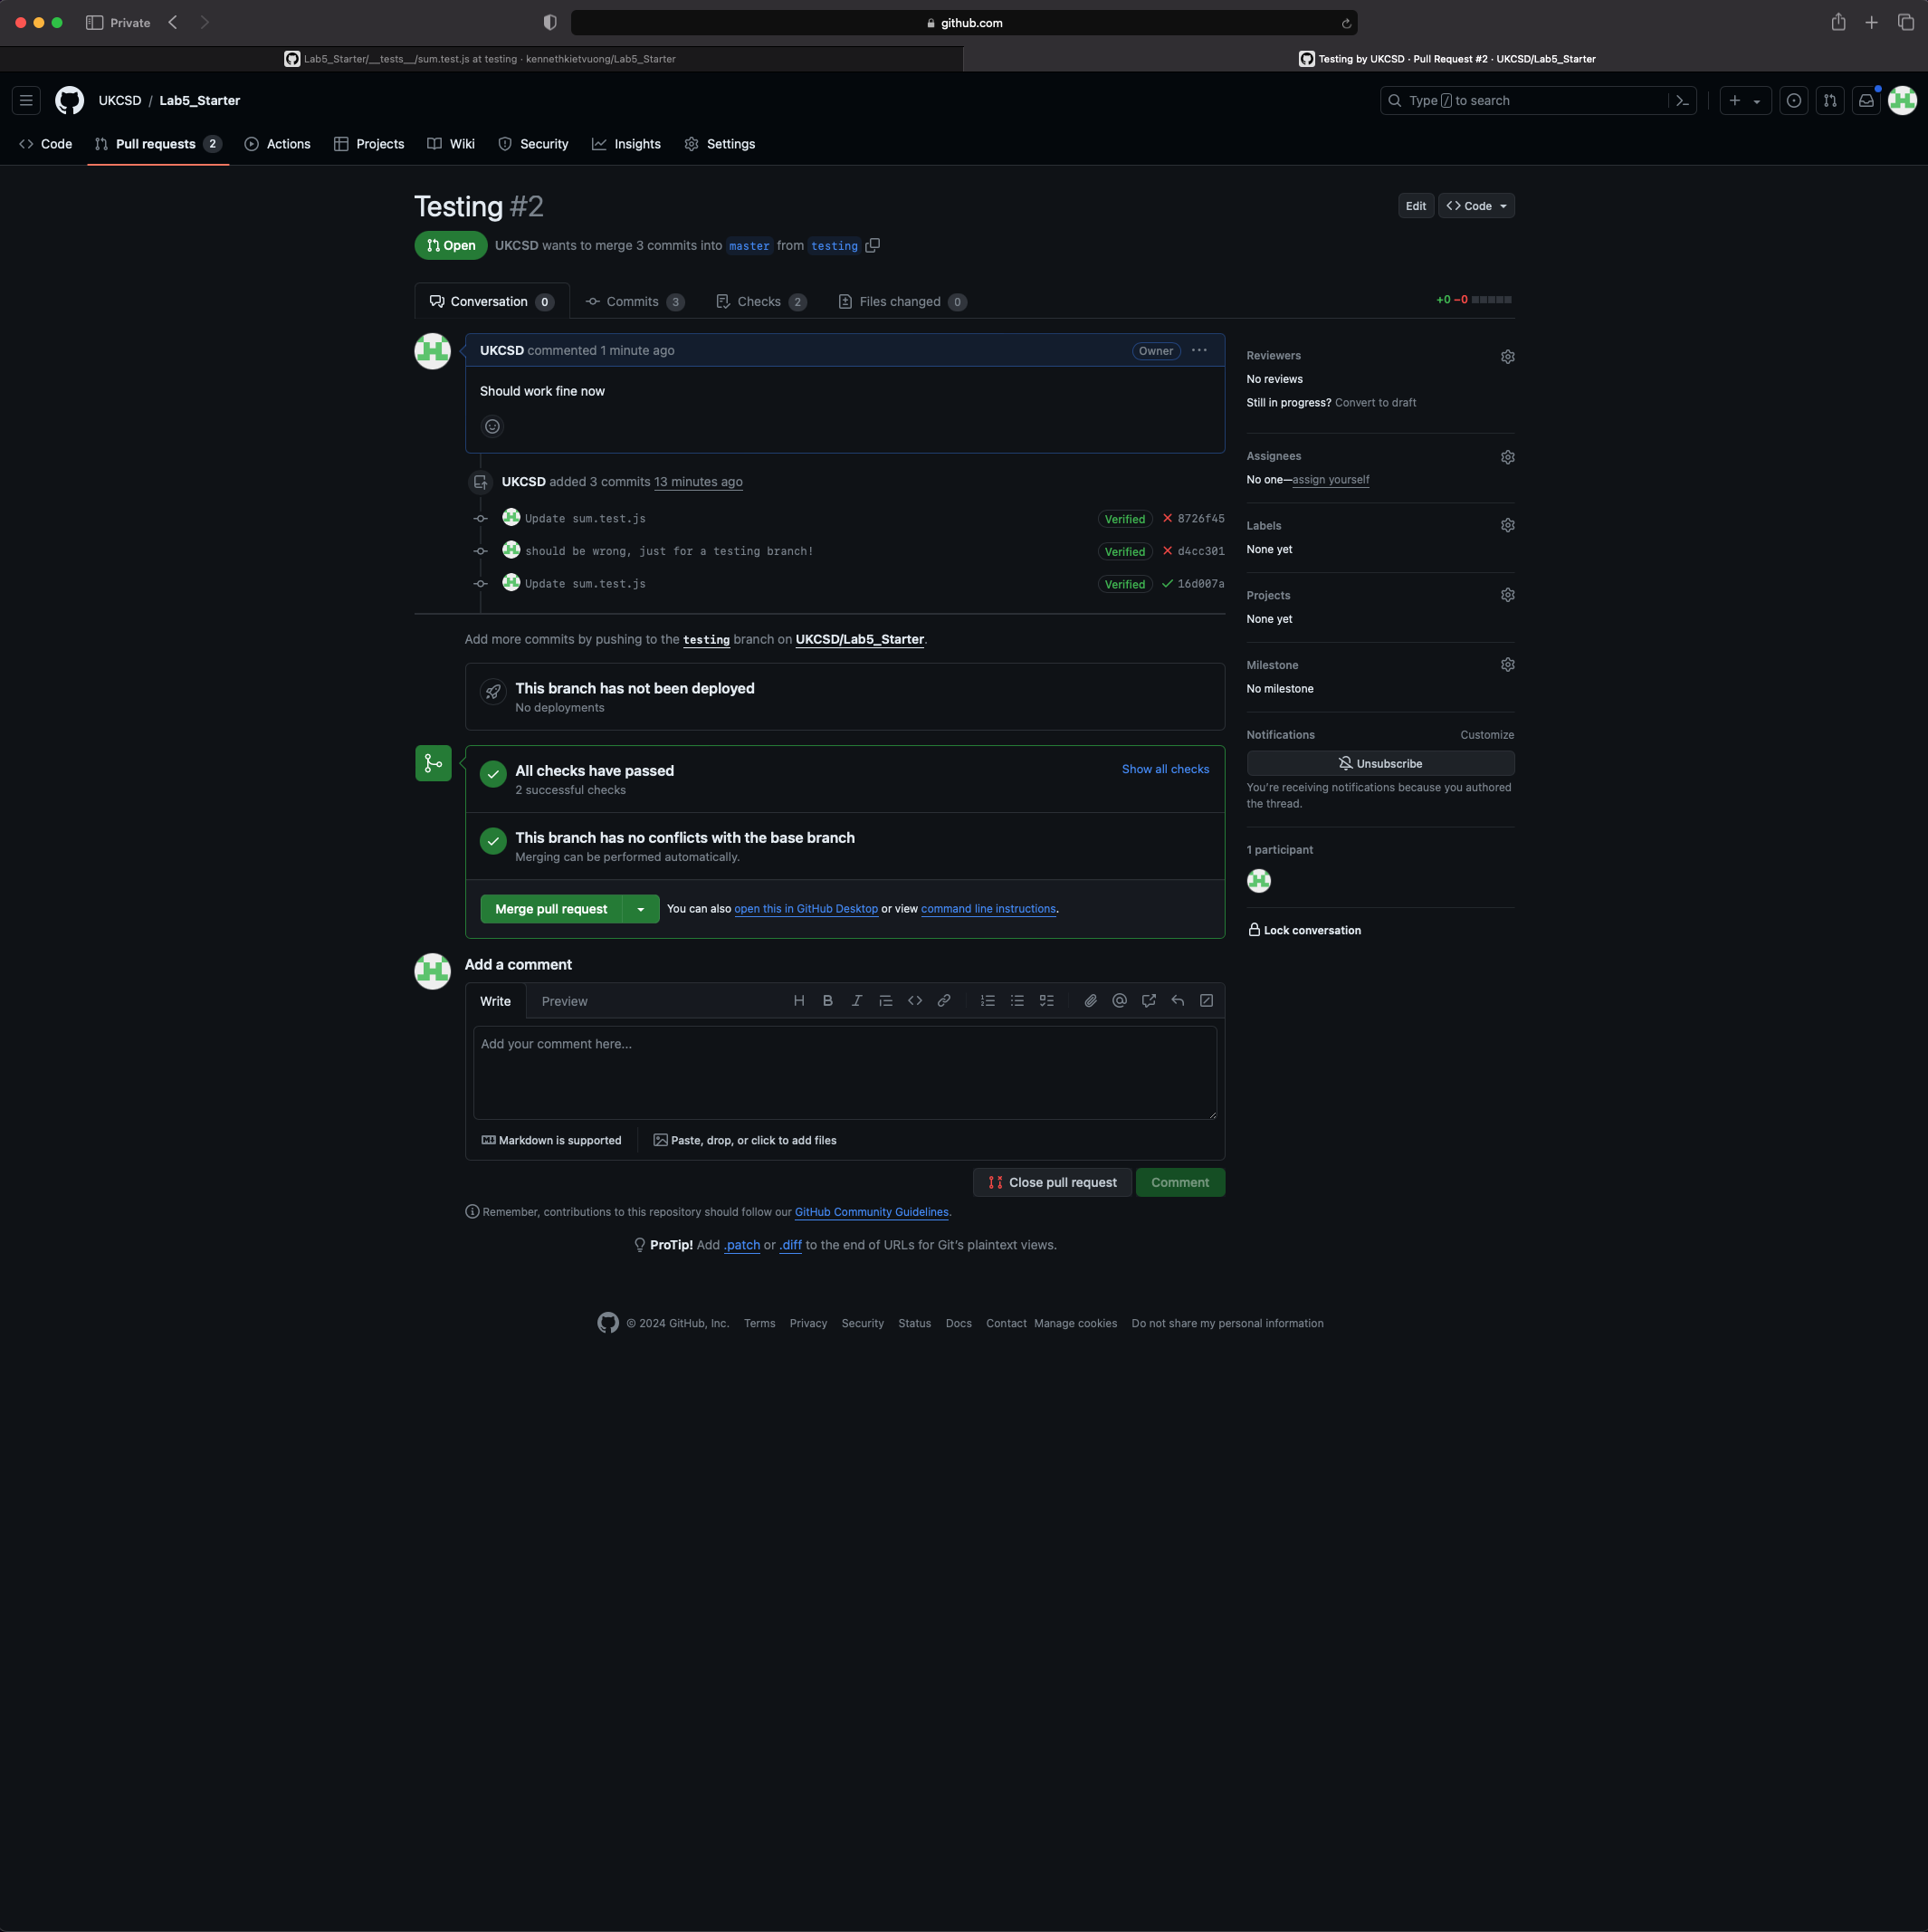 Private
github.com
Lab5_Starter/__tests__/sum.test.js at testing · kennethkietvuong/Lab5_Starter
Testing by UKCSD · Pull Request #2 · UKCSD/Lab5_Starter
UKCSD / Lab5_Starter
Type / to search
Code
Pull requests 2
Actions
Projects
Wiki
Security
Insights
Settings
Testing #2
Edit
Code
Open
UKCSD wants to merge 3 commits into master from testing
Conversation 0
Commits 3
Checks 2
Files changed 0
+0 −0
UKCSD commented 1 minute ago
Owner
Should work fine now
UKCSD added 3 commits 13 minutes ago
Update sum.test.js
Verified
8726f45
should be wrong, just for a testing branch!
Verified
d4cc301
Update sum.test.js
Verified
16d007a
Add more commits by pushing to the testing branch on UKCSD/Lab5_Starter.
This branch has not been deployed
No deployments
All checks have passed
2 successful checks
Show all checks
This branch has no conflicts with the base branch
Merging can be performed automatically.
Merge pull request
You can also open this in GitHub Desktop or view command line instructions.
Add a comment
Write
Preview
Add your comment here...
Markdown is supported
Paste, drop, or click to add files
Close pull request
Comment
Remember, contributions to this repository should follow our GitHub Community Guidelines.
ProTip! Add .patch or .diff to the end of URLs for Git’s plaintext views.
Reviewers
No reviews
Still in progress? Convert to draft
Assignees
No one—assign yourself
Labels
None yet
Projects
None yet
Milestone
No milestone
Notifications
Customize
Unsubscribe
You’re receiving notifications because you authored
the thread.
1 participant
Lock conversation
© 2024 GitHub, Inc.
Terms
Privacy
Security
Status
Docs
Contact
Manage cookies
Do not share my personal information